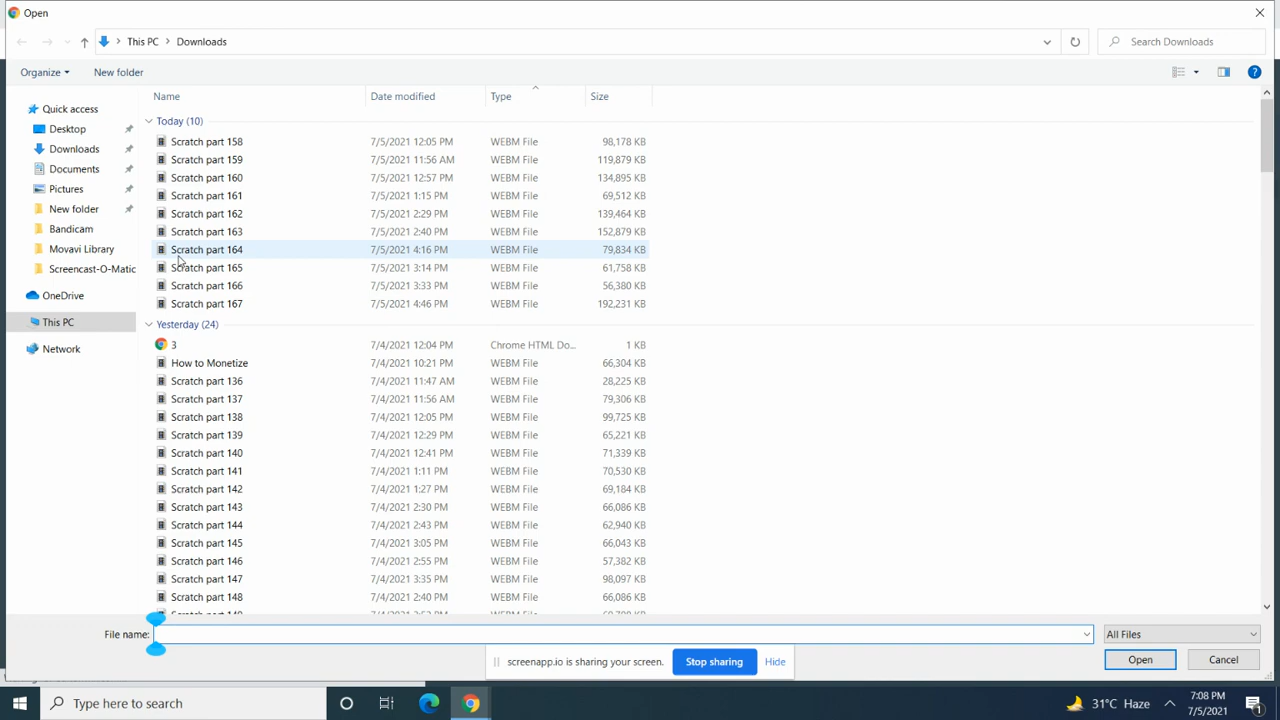 Open
This PC > Downloads
Search Downloads
Organize
New folder
?
Name Date modified Type Size
Quick access
Desktop
Downloads
Documents
Pictures
New folder
Bandicam
Movavi Library
Screencast-O-Matic
OneDrive
This PC
Network
Today (10)
Scratch part 158 7/5/2021 12:05 PM WEBM File 98,178 KB
Scratch part 159 7/5/2021 11:56 AM WEBM File 119,879 KB
Scratch part 160 7/5/2021 12:57 PM WEBM File 134,895 KB
Scratch part 161 7/5/2021 1:15 PM WEBM File 69,512 KB
Scratch part 162 7/5/2021 2:29 PM WEBM File 139,464 KB
Scratch part 163 7/5/2021 2:40 PM WEBM File 152,879 KB
Scratch part 164 7/5/2021 4:16 PM WEBM File 79,834 KB
Scratch part 165 7/5/2021 3:14 PM WEBM File 61,758 KB
Scratch part 166 7/5/2021 3:33 PM WEBM File 56,380 KB
Scratch part 167 7/5/2021 4:46 PM WEBM File 192,231 KB
Yesterday (24)
3 7/4/2021 12:04 PM Chrome HTML Do... 1 KB
How to Monetize 7/4/2021 10:21 PM WEBM File 66,304 KB
Scratch part 136 7/4/2021 11:47 AM WEBM File 28,225 KB
Scratch part 137 7/4/2021 11:56 AM WEBM File 79,306 KB
Scratch part 138 7/4/2021 12:05 PM WEBM File 99,725 KB
Scratch part 139 7/4/2021 12:29 PM WEBM File 65,221 KB
Scratch part 140 7/4/2021 12:41 PM WEBM File 71,339 KB
Scratch part 141 7/4/2021 1:11 PM WEBM File 70,530 KB
Scratch part 142 7/4/2021 1:27 PM WEBM File 69,184 KB
Scratch part 143 7/4/2021 2:30 PM WEBM File 66,086 KB
Scratch part 144 7/4/2021 2:43 PM WEBM File 62,940 KB
Scratch part 145 7/4/2021 3:05 PM WEBM File 66,043 KB
Scratch part 146 7/4/2021 2:55 PM WEBM File 57,382 KB
Scratch part 147 7/4/2021 3:35 PM WEBM File 98,097 KB
Scratch part 148 7/4/2021 2:40 PM WEBM File 66,086 KB
File name:
All Files
Open Cancel
screenapp.io is sharing your screen. Stop sharing Hide
Type here to search
31°C Haze
7:08 PM
7/5/2021
1